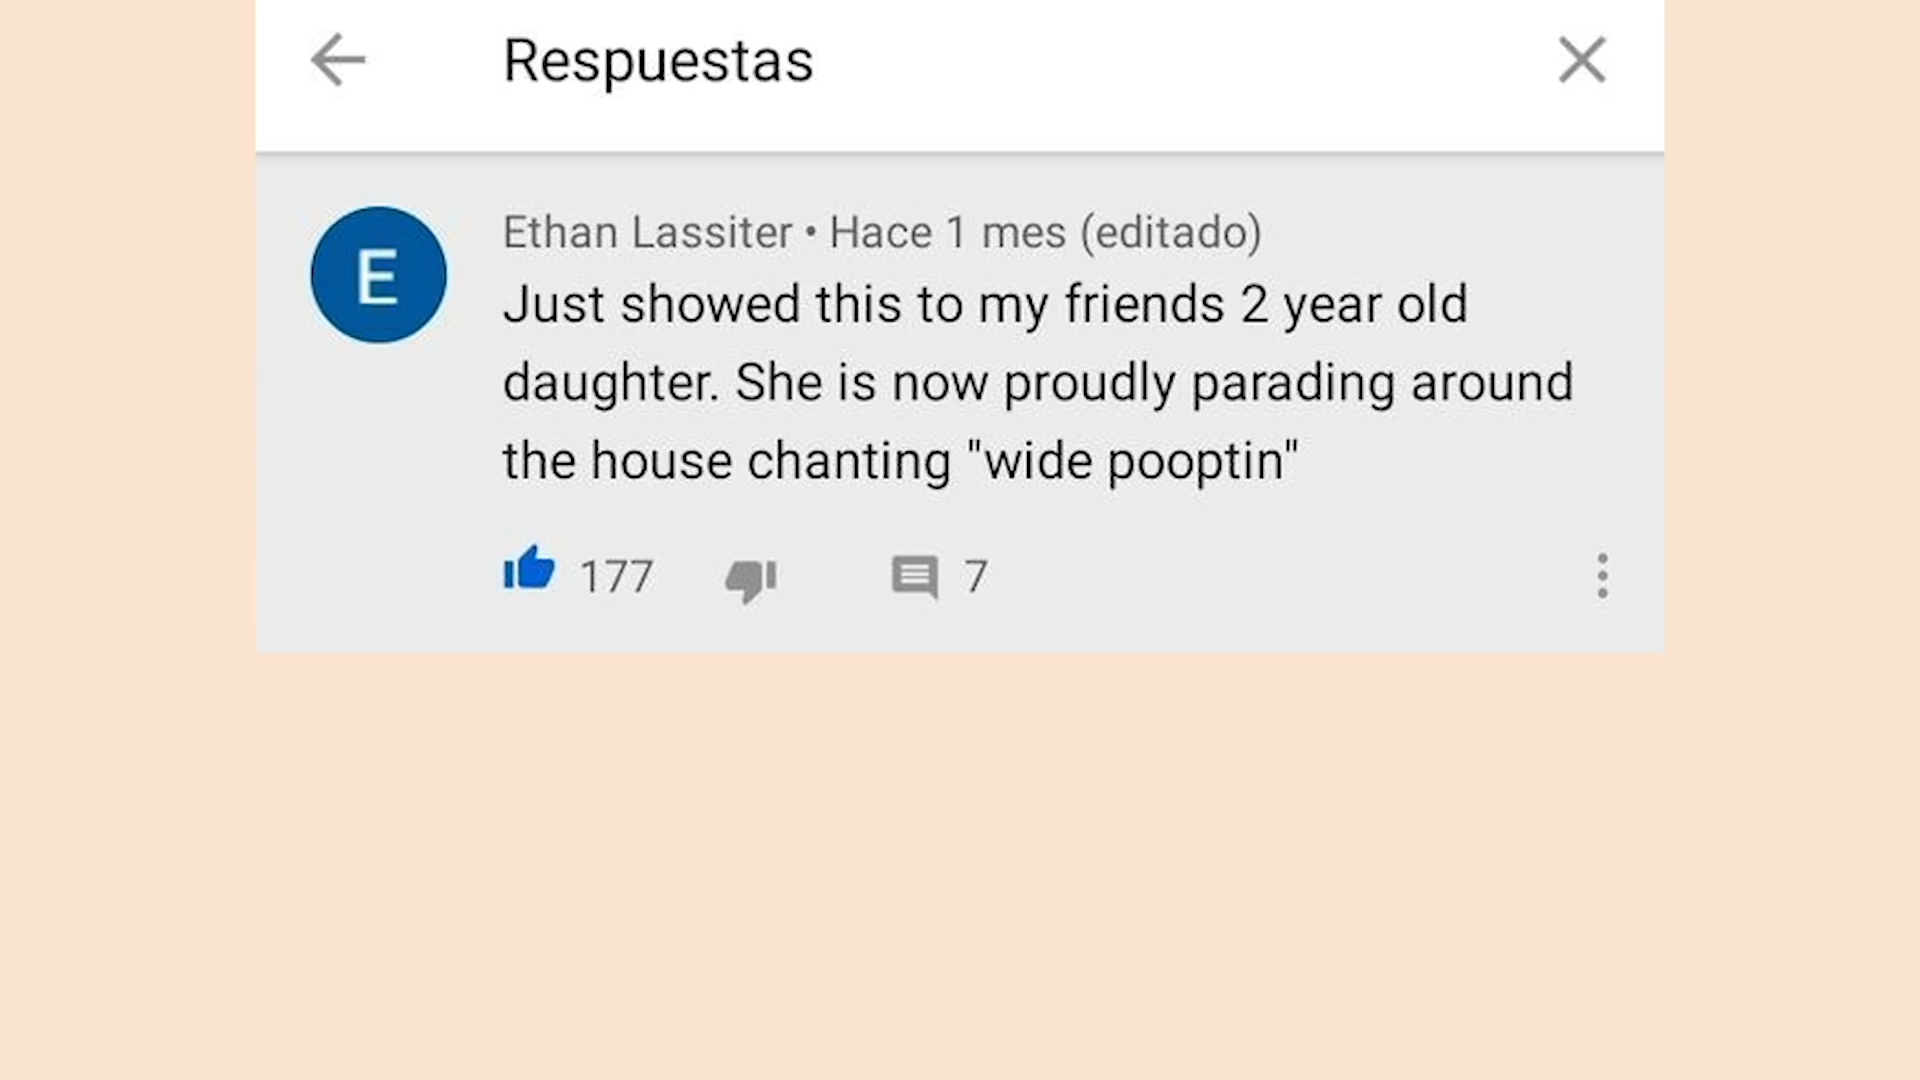 Respuestas
E
Ethan Lassiter • Hace 1 mes (editado)
Just showed this to my friends 2 year old
daughter. She is now proudly parading around
the house chanting "wide pooptin"
177 7